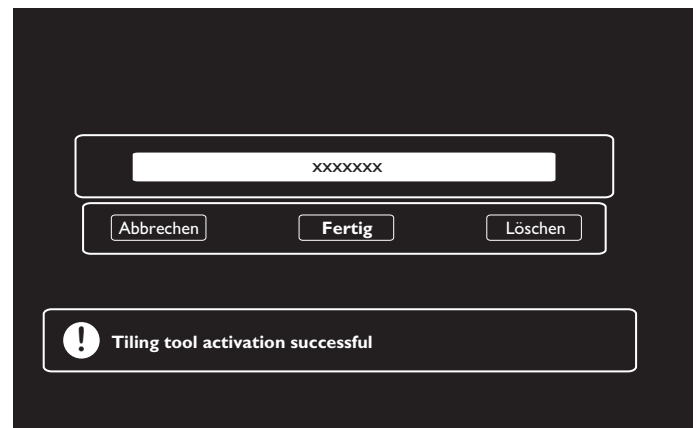 xxxxxxx
Abbrechen Fertig Löschen
! Tiling tool activation successful